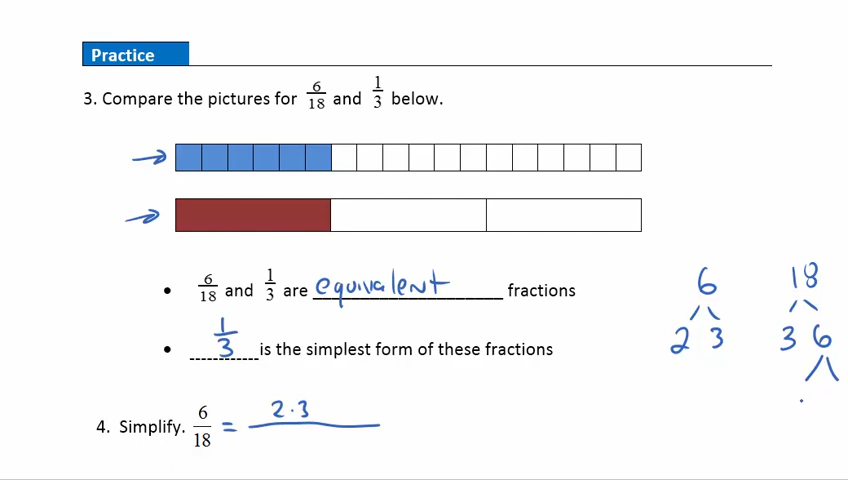 Practice
3. Compare the pictures for 6/18 and 1/3 below.
• 6/18 and 1/3 are equivalent fractions
• 1/3 is the simplest form of these fractions
6 18
2 3 3 6
4. Simplify. 6/18 = 2·3